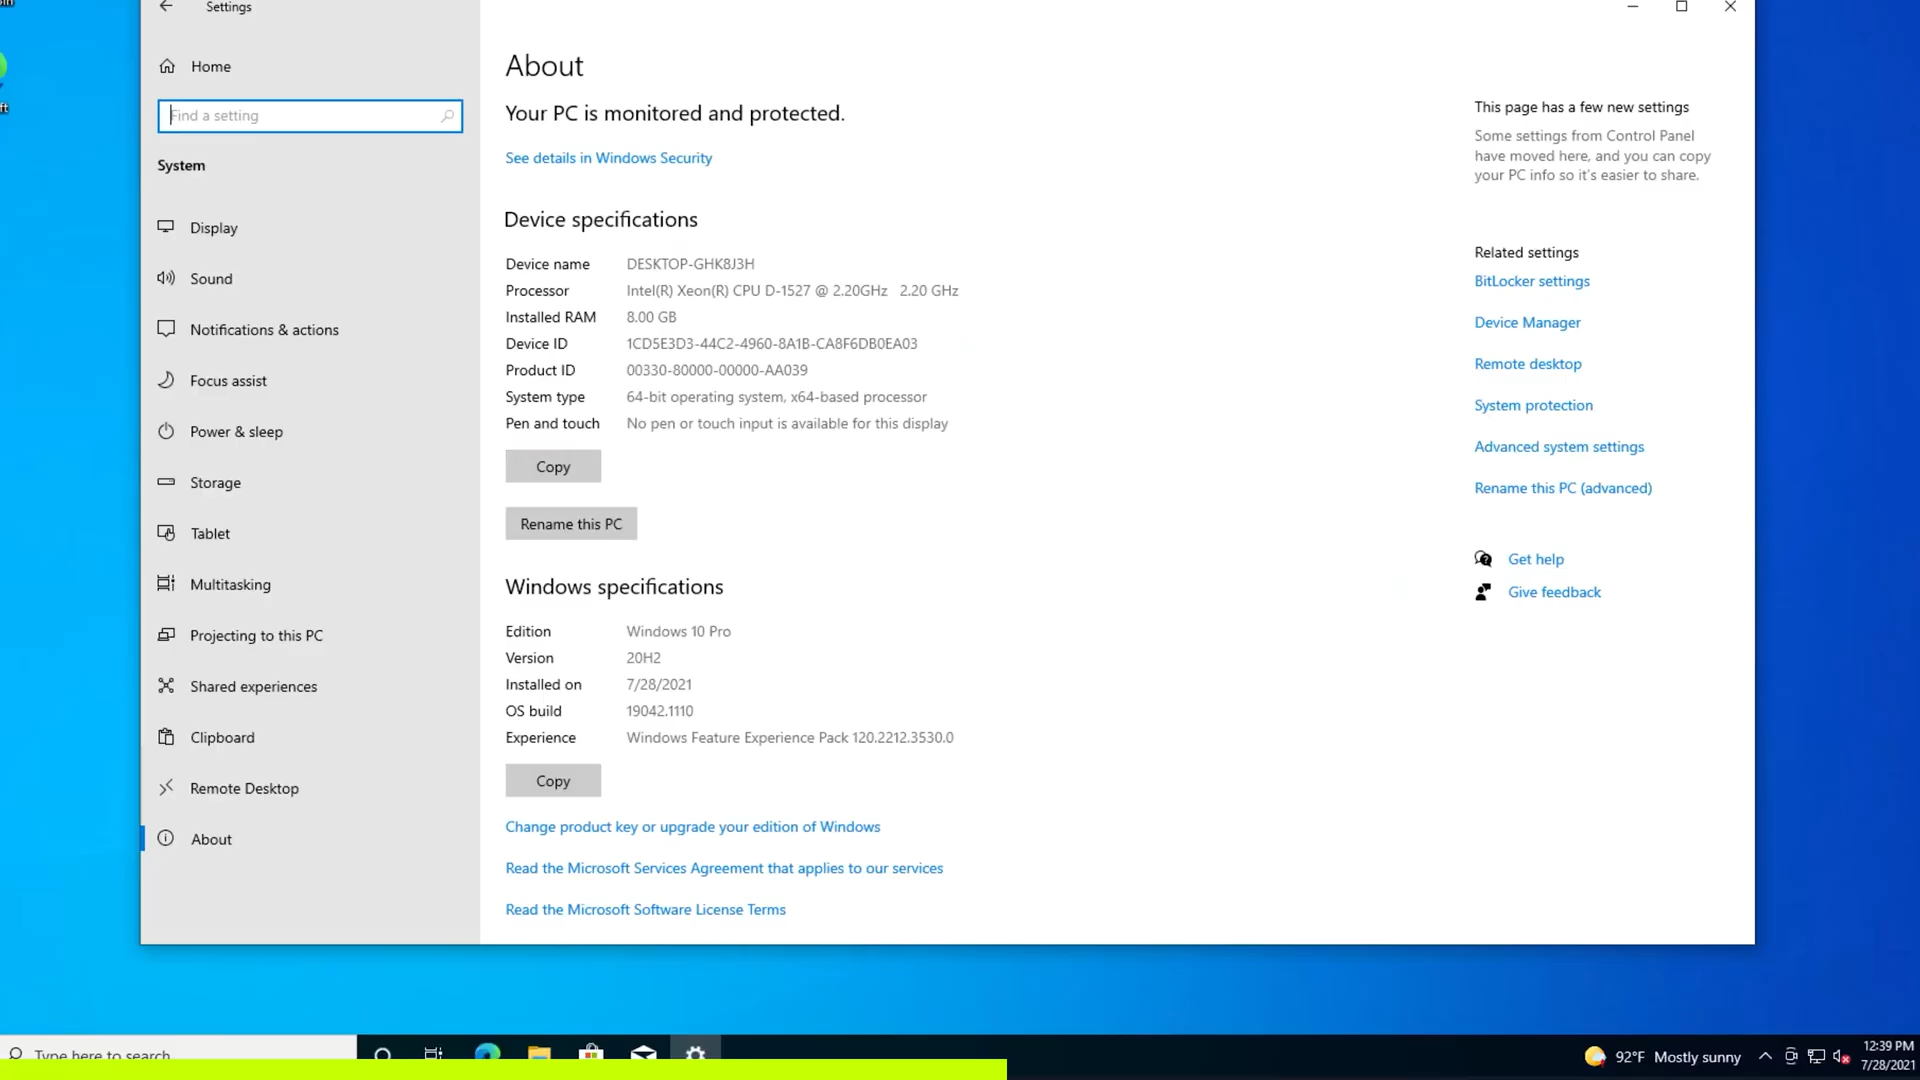 Settings
Home
Find a setting
System
Display
Sound
Notifications & actions
Focus assist
Power & sleep
Storage
Tablet
Multitasking
Projecting to this PC
Shared experiences
Clipboard
Remote Desktop
About
About
Your PC is monitored and protected.
See details in Windows Security
Device specifications
Device name DESKTOP-GHK8J3H
Processor Intel(R) Xeon(R) CPU D-1527 @ 2.20GHz 2.20 GHz
Installed RAM 8.00 GB
Device ID 1CD5E3D3-44C2-4960-8A1B-CA8F6DB0EA03
Product ID 00330-80000-00000-AA039
System type 64-bit operating system, x64-based processor
Pen and touch No pen or touch input is available for this display
Copy
Rename this PC
Windows specifications
Edition Windows 10 Pro
Version 20H2
Installed on 7/28/2021
OS build 19042.1110
Experience Windows Feature Experience Pack 120.2212.3530.0
Copy
Change product key or upgrade your edition of Windows
Read the Microsoft Services Agreement that applies to our services
Read the Microsoft Software License Terms
This page has a few new settings
Some settings from Control Panel
have moved here, and you can copy
your PC info so it's easier to share.
Related settings
BitLocker settings
Device Manager
Remote desktop
System protection
Advanced system settings
Rename this PC (advanced)
Get help
Give feedback
Type here to search
92°F Mostly sunny
12:39 PM
7/28/2021